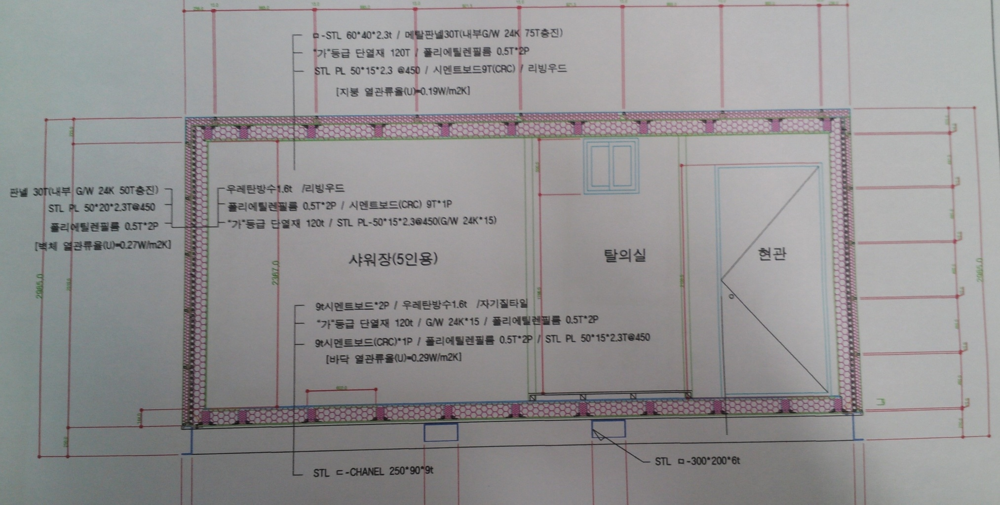 ㅁ-STL 60*40*2.3t / 메탈판넬30T(내부G/W 24K 75T충진)
"가"등급 단열재 120T / 폴리에틸렌필름 0.5T*2P
STL PL 50*15*2.3 @450 / 시멘트보드9T(CRC) / 리빙우드
[지붕 열관류율(U)=0.19W/m2K]
판넬 30T(내부 G/W 24K 50T충진)
STL PL 50*20*2.3T@450
폴리에틸렌필름 0.5T*2P
[벽체 열관류율(U)=0.27W/m2K]
우레탄방수1.6t /리빙우드
폴리에틸렌필름 0.5T*2P / 시멘트보드(CRC) 9T*1P
"가"등급 단열재 120t / STL PL-50*15*2.3@450(G/W 24K*15)
샤워장(5인용)
탈의실
현관
2985.0
2367.0
2985.0
9t시멘트보드*2P / 우레탄방수1.6t /자기질타일
"가"등급 단열재 120t / G/W 24K*15 / 폴리에틸렌필름 0.5T*2P
9t시멘트보드(CRC)*1P / 폴리에틸렌필름 0.5T*2P / STL PL 50*15*2.3T@450
[바닥 열관류율(U)=0.29W/m2K]
STL ㄷ-CHANEL 250*90*9t
STL ㅁ-300*200*6t